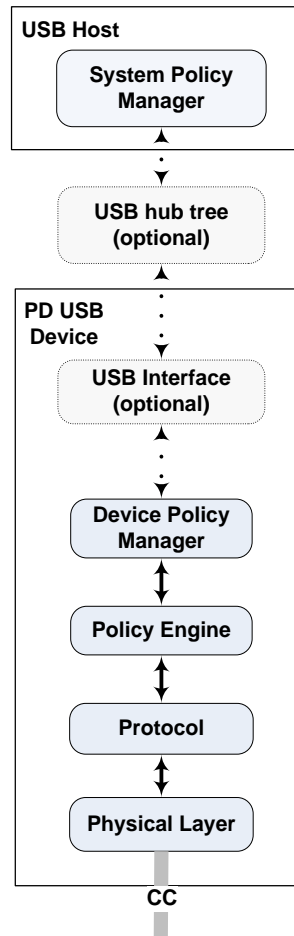 USB Host
System Policy
Manager
USB hub tree
(optional)
PD USB
Device
USB Interface
(optional)
Device Policy
Manager
Policy Engine
Protocol
Physical Layer
CC